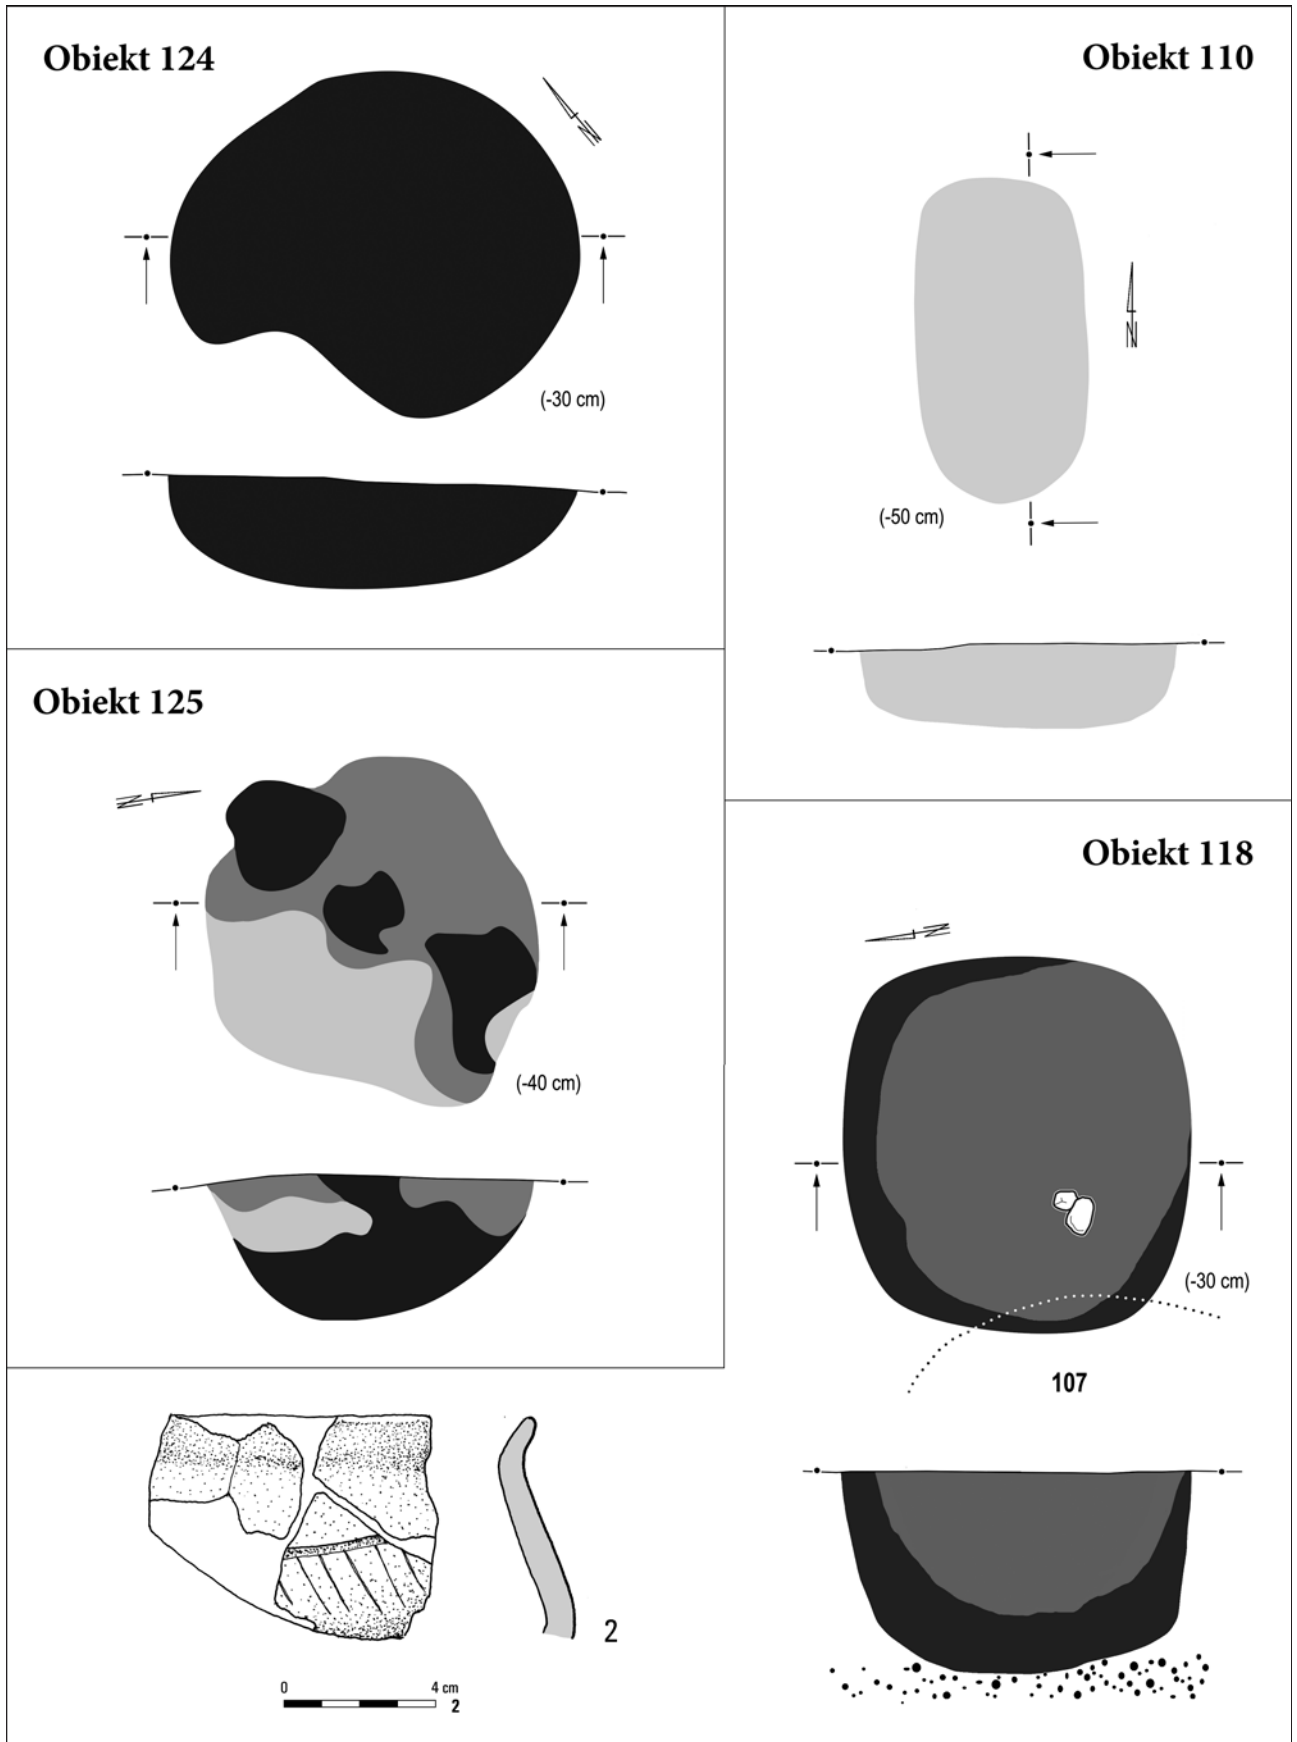 Obiekt 124
N
(-30 cm)
Obiekt 110
N
(-50 cm)
Obiekt 125
N
(-40 cm)
Obiekt 118
N
(-30 cm)
107
2
0 4 cm
2